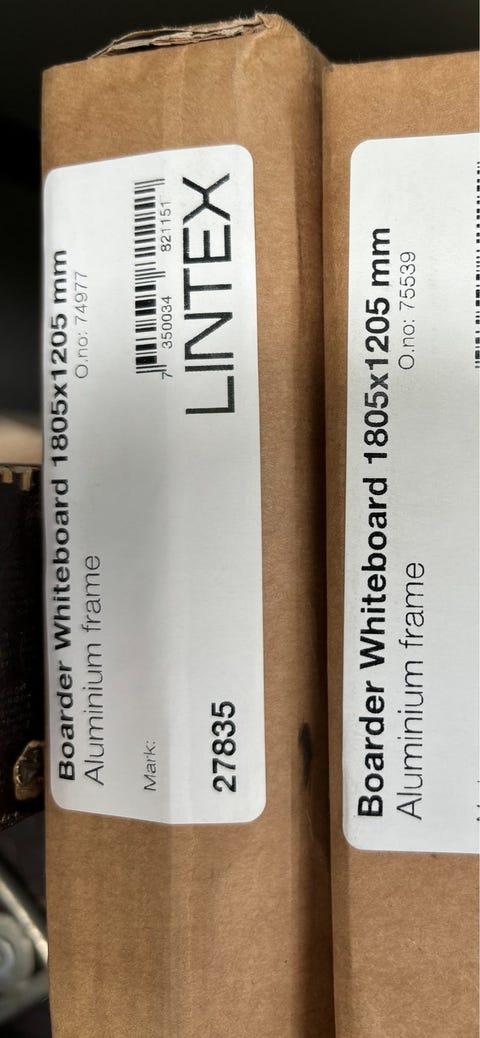 Boarder Whiteboard 1805x1205 mm
Aluminium frame
O.no: 74977
Mark:
7 350034 821151
27835
LINTEX
Boarder Whiteboard 1805x1205 mm
Aluminium frame
O.no: 75539